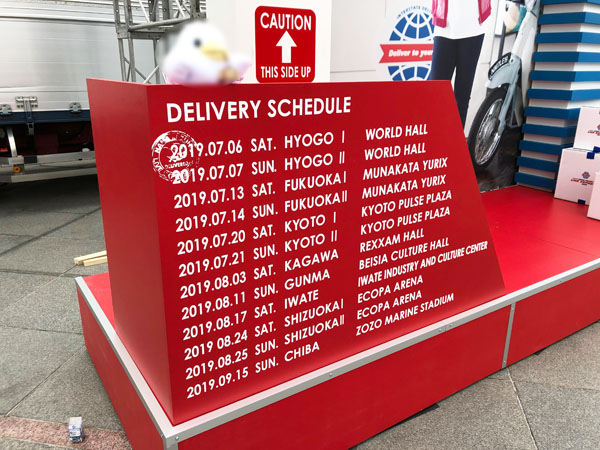 CAUTION
THIS SIDE UP
INTERSTATE
Deliver to your
DELIVERY SCHEDULE
2019.07.06 SAT. HYOGO I WORLD HALL
2019.07.07 SUN. HYOGO II WORLD HALL
2019.07.13 SAT. FUKUOKA I MUNAKATA YURIX
2019.07.14 SUN. FUKUOKA II MUNAKATA YURIX
2019.07.20 SAT. KYOTO I KYOTO PULSE PLAZA
2019.07.21 SUN. KYOTO II KYOTO PULSE PLAZA
2019.08.03 SAT. KAGAWA REXXAM HALL
2019.08.11 SUN. GUNMA BEISIA CULTURE HALL
2019.08.17 SAT. IWATE IWATE INDUSTRY AND CULTURE CENTER
2019 08.24 SAT. SHIZUOKA I ECOPA ARENA
2019.08.25 SUN. SHIZUOKA II ECOPA ARENA
2019.09.15 SUN. CHIBA ZOZO MARINE STADIUM